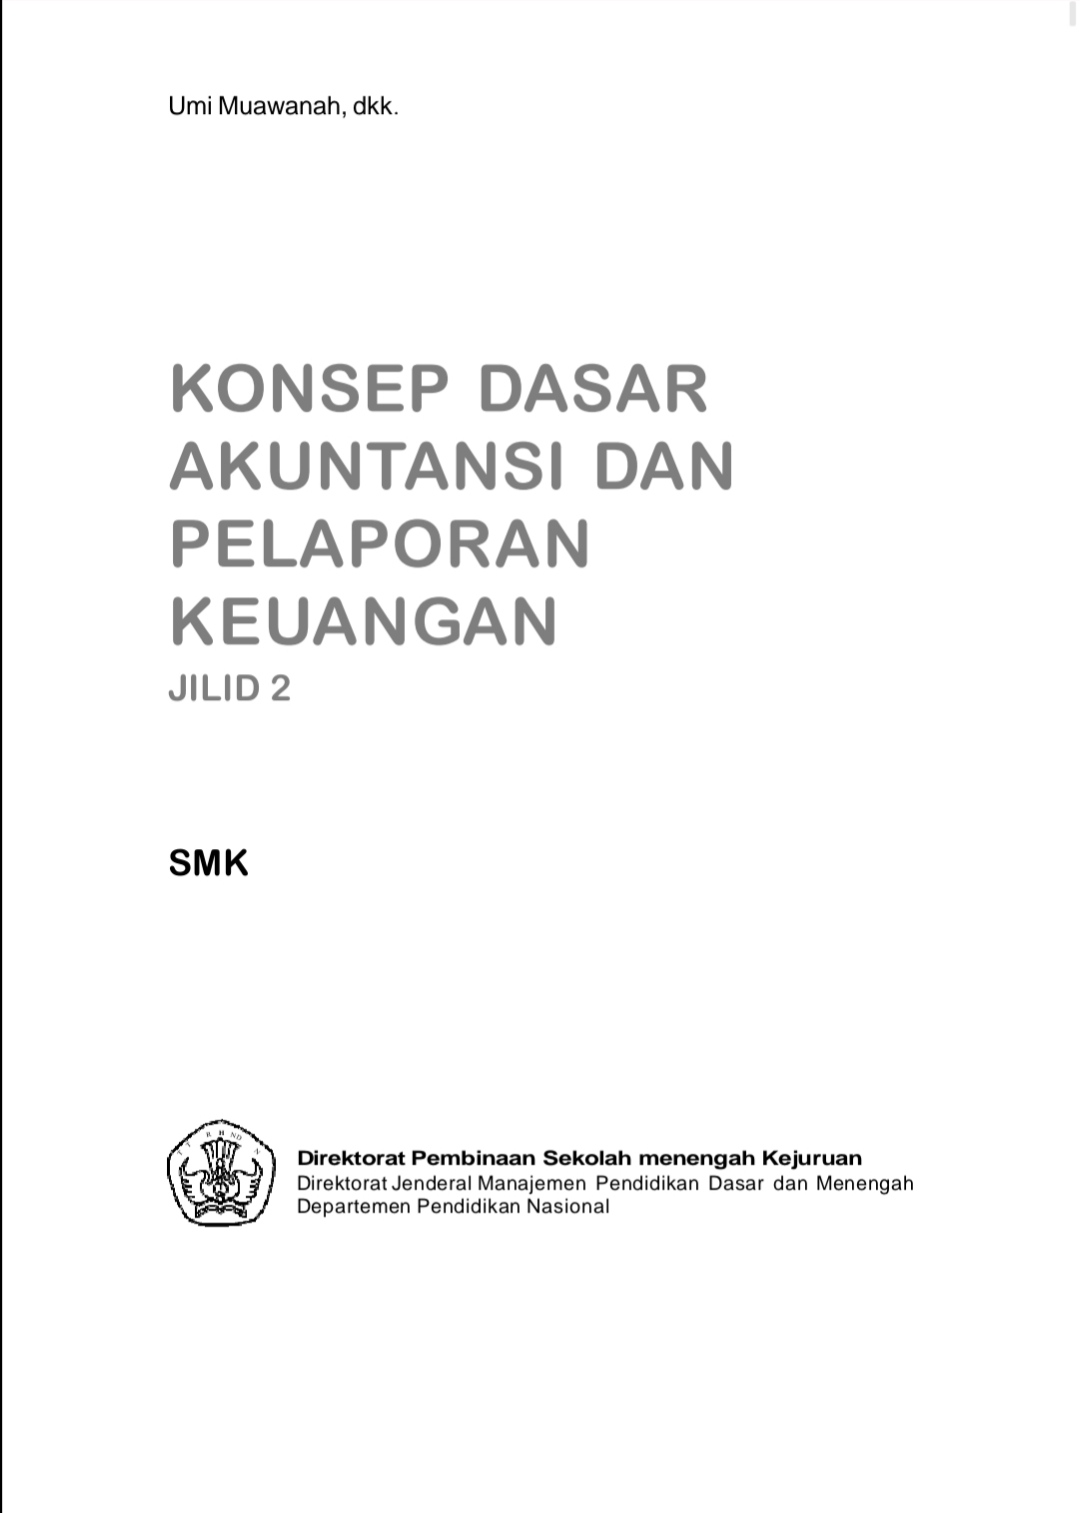 Umi Muawanah, dkk.
KONSEP DASAR
AKUNTANSI DAN
PELAPORAN
KEUANGAN
JILID 2
SMK
Direktorat Pembinaan Sekolah menengah Kejuruan
Direktorat Jenderal Manajemen Pendidikan Dasar dan Menengah
Departemen Pendidikan Nasional